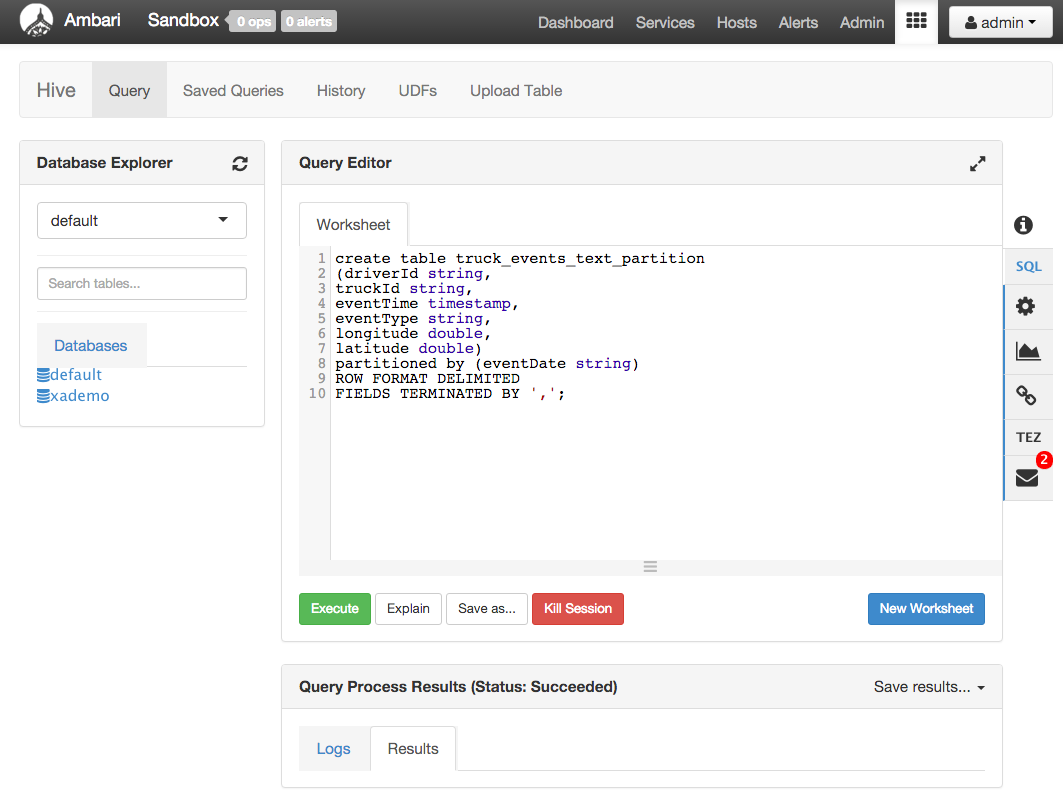 Ambari Sandbox 0 ops 0 alerts Dashboard Services Hosts Alerts Admin admin
Hive Query Saved Queries History UDFs Upload Table
Database Explorer
default
Search tables...
Databases
default
xademo
Query Editor
Worksheet
1 create table truck_events_text_partition
2 (driverId string,
3 truckId string,
4 eventTime timestamp,
5 eventType string,
6 longitude double,
7 latitude double)
8 partitioned by (eventDate string)
9 ROW FORMAT DELIMITED
10 FIELDS TERMINATED BY ',';
Execute Explain Save as... Kill Session New Worksheet
SQL
TEZ
2
Query Process Results (Status: Succeeded) Save results...
Logs Results